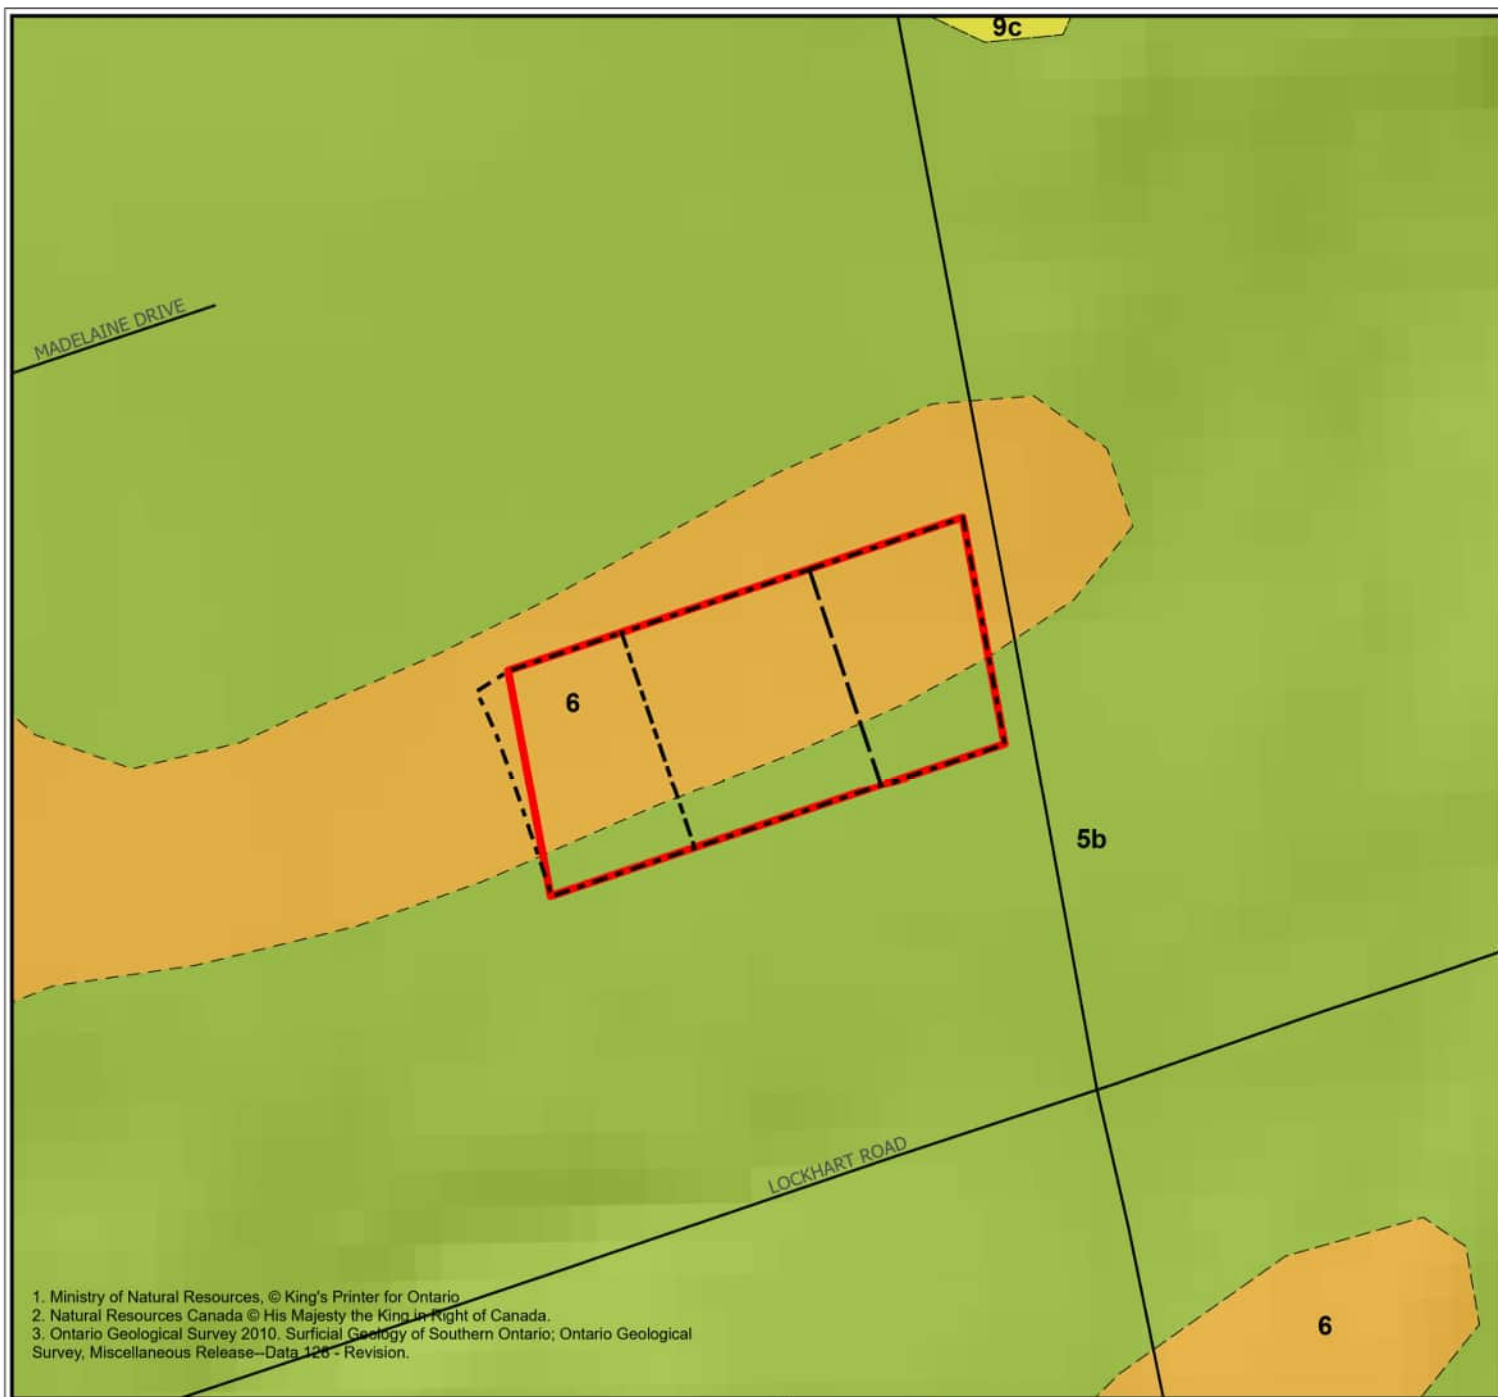 9c
MADELAINE DRIVE
6
5b
LOCKHART ROAD
6
1. Ministry of Natural Resources, © King's Printer for Ontario
2. Natural Resources Canada © His Majesty the King in Right of Canada.
3. Ontario Geological Survey 2010. Surficial Geology of Southern Ontario; Ontario Geological
Survey, Miscellaneous Release--Data 128 - Revision.